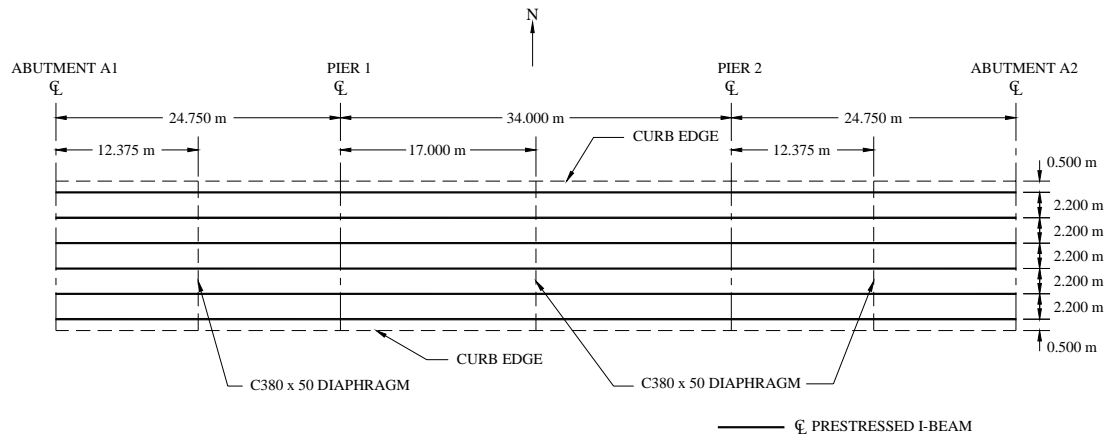 N
ABUTMENT A1
℄
PIER 1
℄
PIER 2
℄
ABUTMENT A2
℄
24.750 m
34.000 m
24.750 m
CURB EDGE
12.375 m
17.000 m
12.375 m
0.500 m
2.200 m
2.200 m
2.200 m
2.200 m
2.200 m
0.500 m
CURB EDGE
C380 x 50 DIAPHRAGM
C380 x 50 DIAPHRAGM
℄ PRESTRESSED I-BEAM